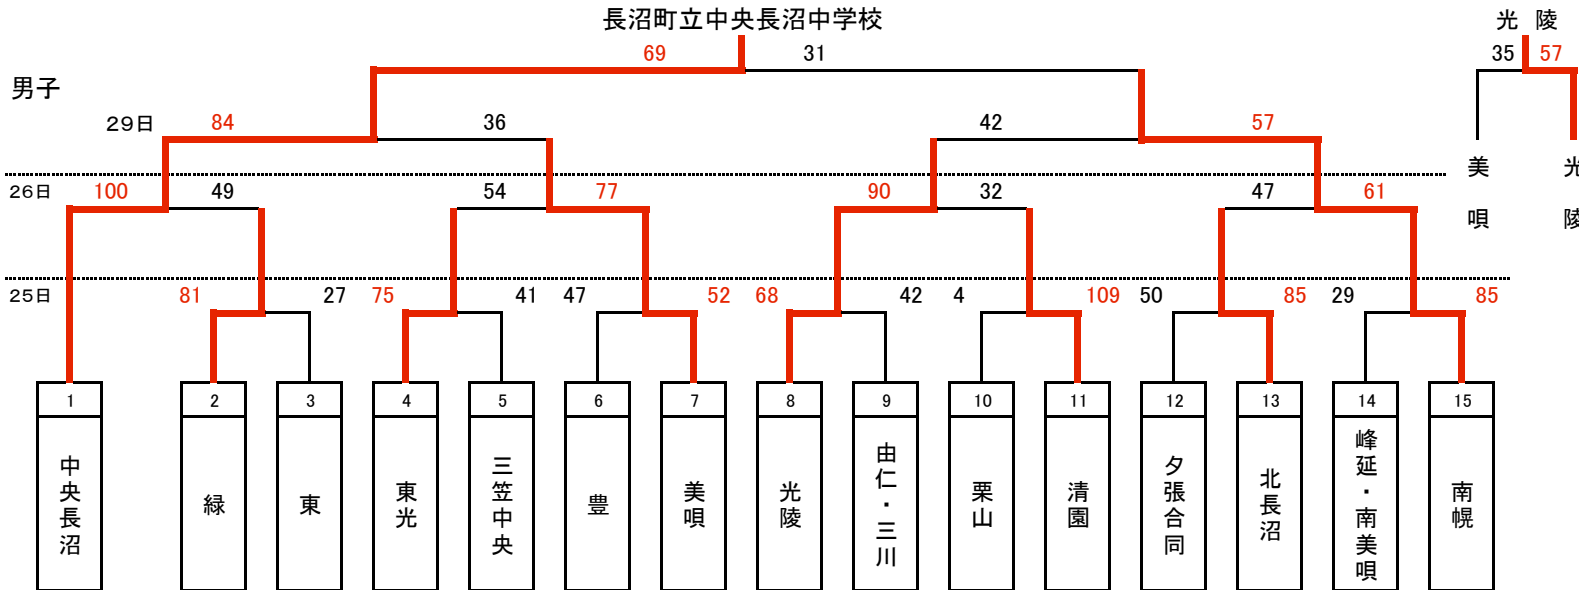 長沼町立中央長沼中学校
光 陵
69 31
35 57
男子
29日 84 36 42 57
美唄
光陵
26日 100 49 54 77 90 32 47 61
25日 81 27 75 41 47 52 68 42 4 109 50 85 29 85
1 2 3 4 5 6 7 8 9 10 11 12 13 14 15
中央長沼
緑
東
東光
三笠中央
豊
美唄
光陵
由仁・三川
栗山
清園
夕張合同
北長沼
峰延・南美唄
南幌